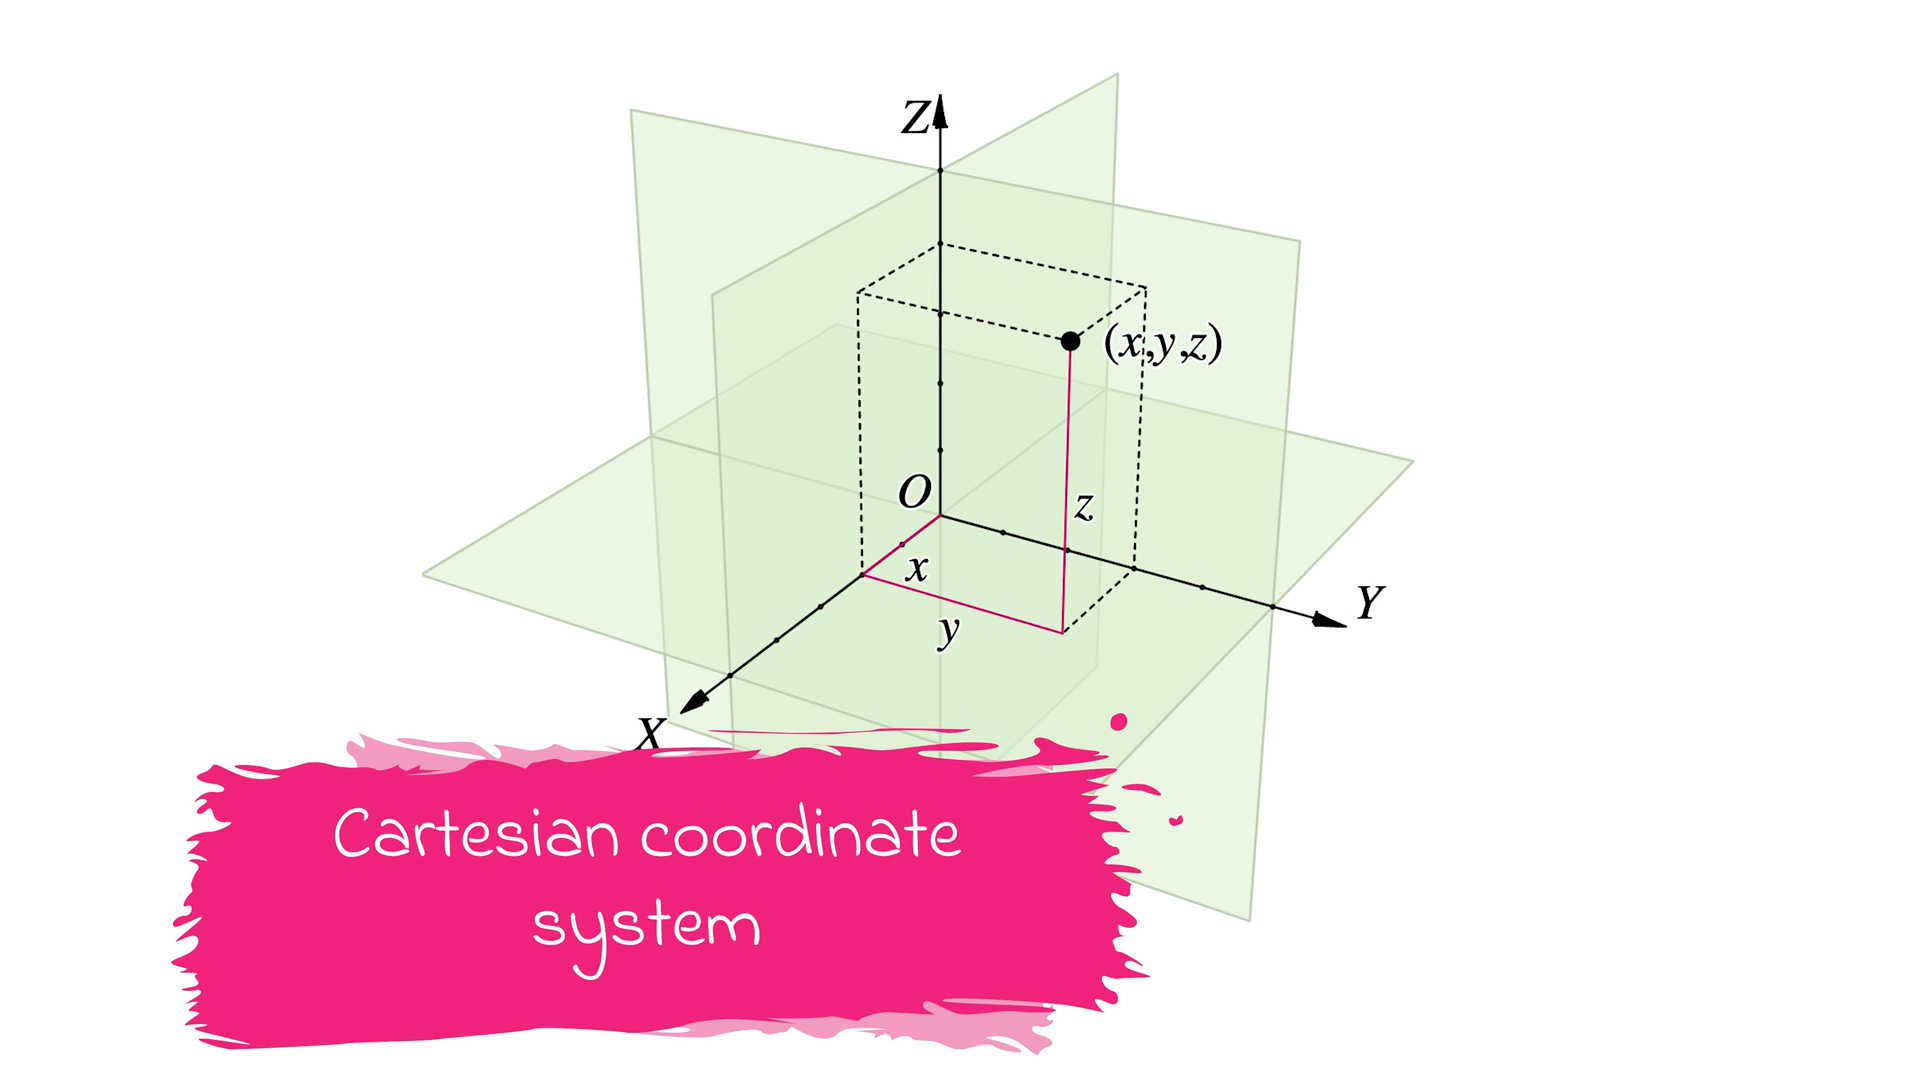 Z
(x,y,z)
O
z
x
Y
y
X
Cartesian coordinate
system